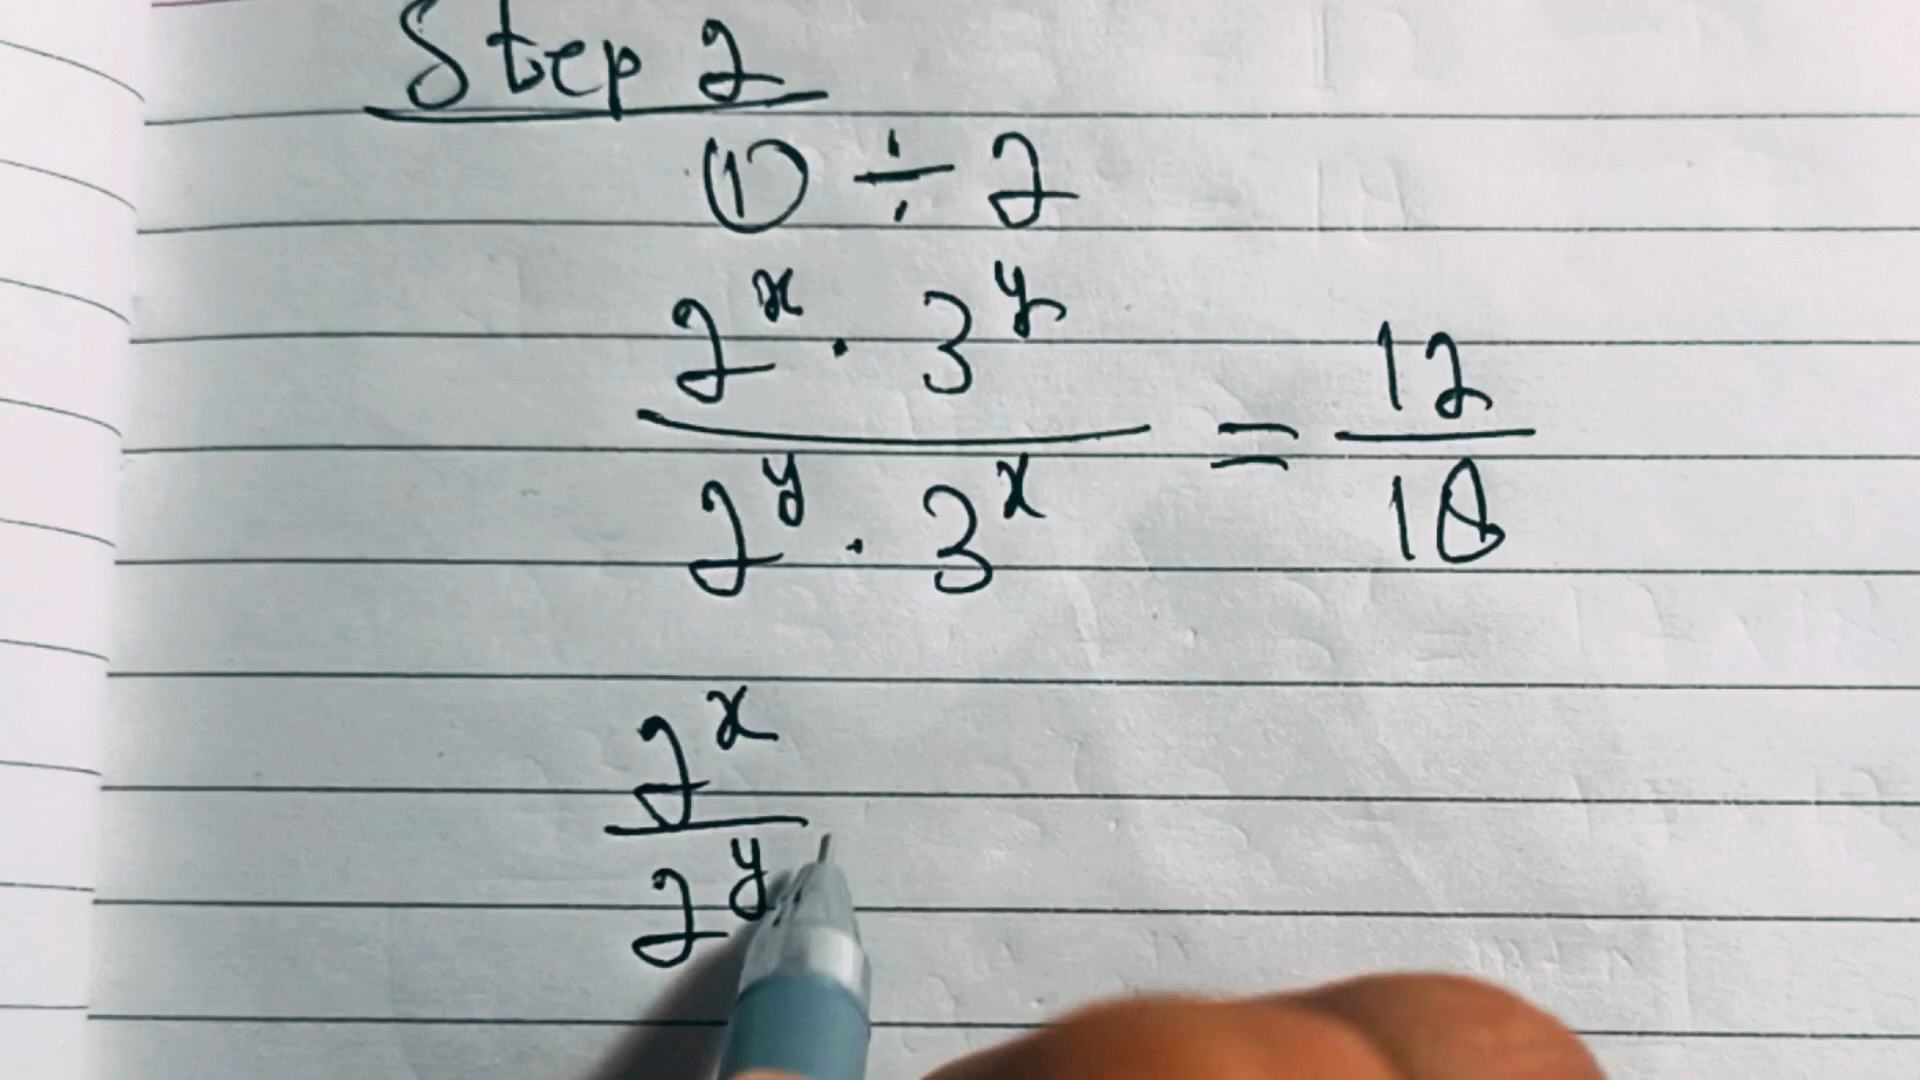 Step 2
① ÷ 2
2^x · 3^y / 2^y · 3^x = 12 / 18
2^x / 2^y